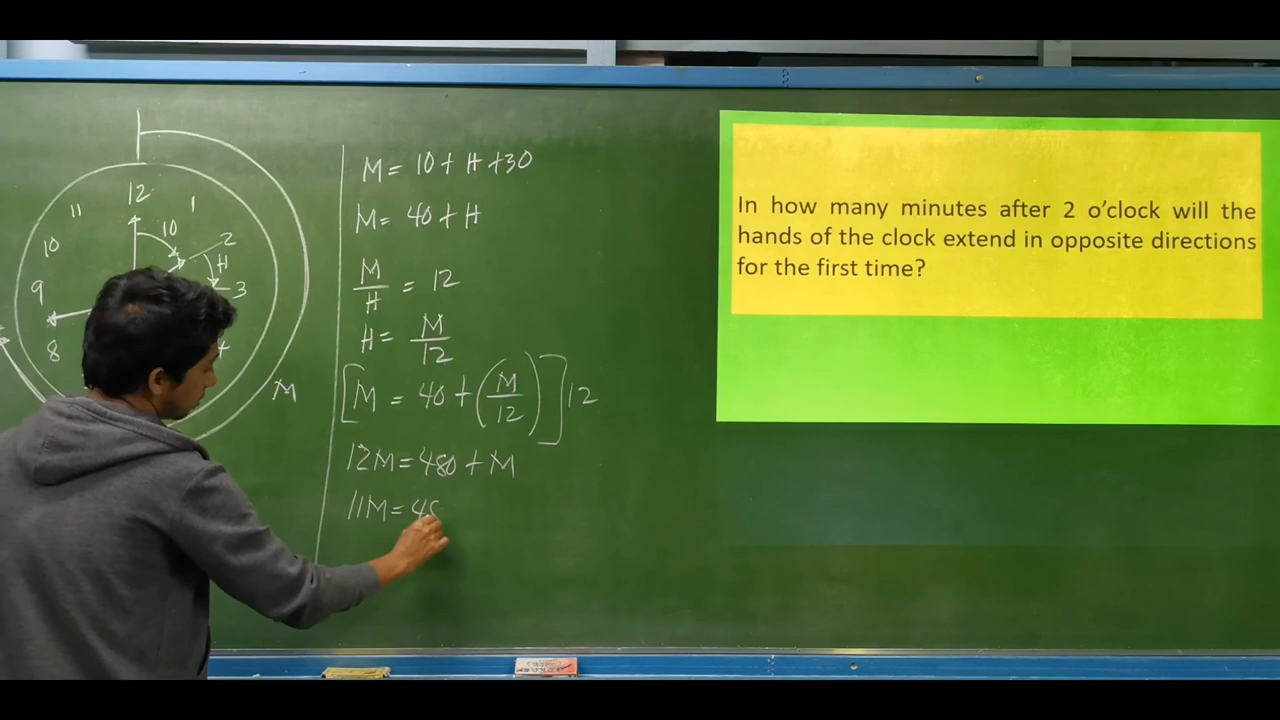 12
11
1
10
10
2
H
9
3
8
M
M = 10 + H + 30
M = 40 + H
M/H = 12
H = M/12
[M = 40 + (M/12)] 12
12M = 480 + M
11M = 48
In how many minutes after 2 o’clock will the
hands of the clock extend in opposite directions
for the first time?